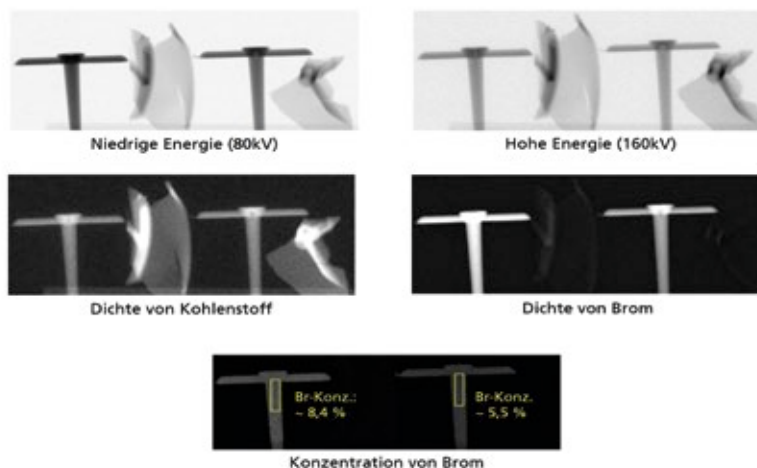 Niedrige Energie (80kV)
Hohe Energie (160kV)
Dichte von Kohlenstoff
Dichte von Brom
Br-Konz.:
~ 8,4 %
Br-Konz.
~ 5,5 %
Konzentration von Brom